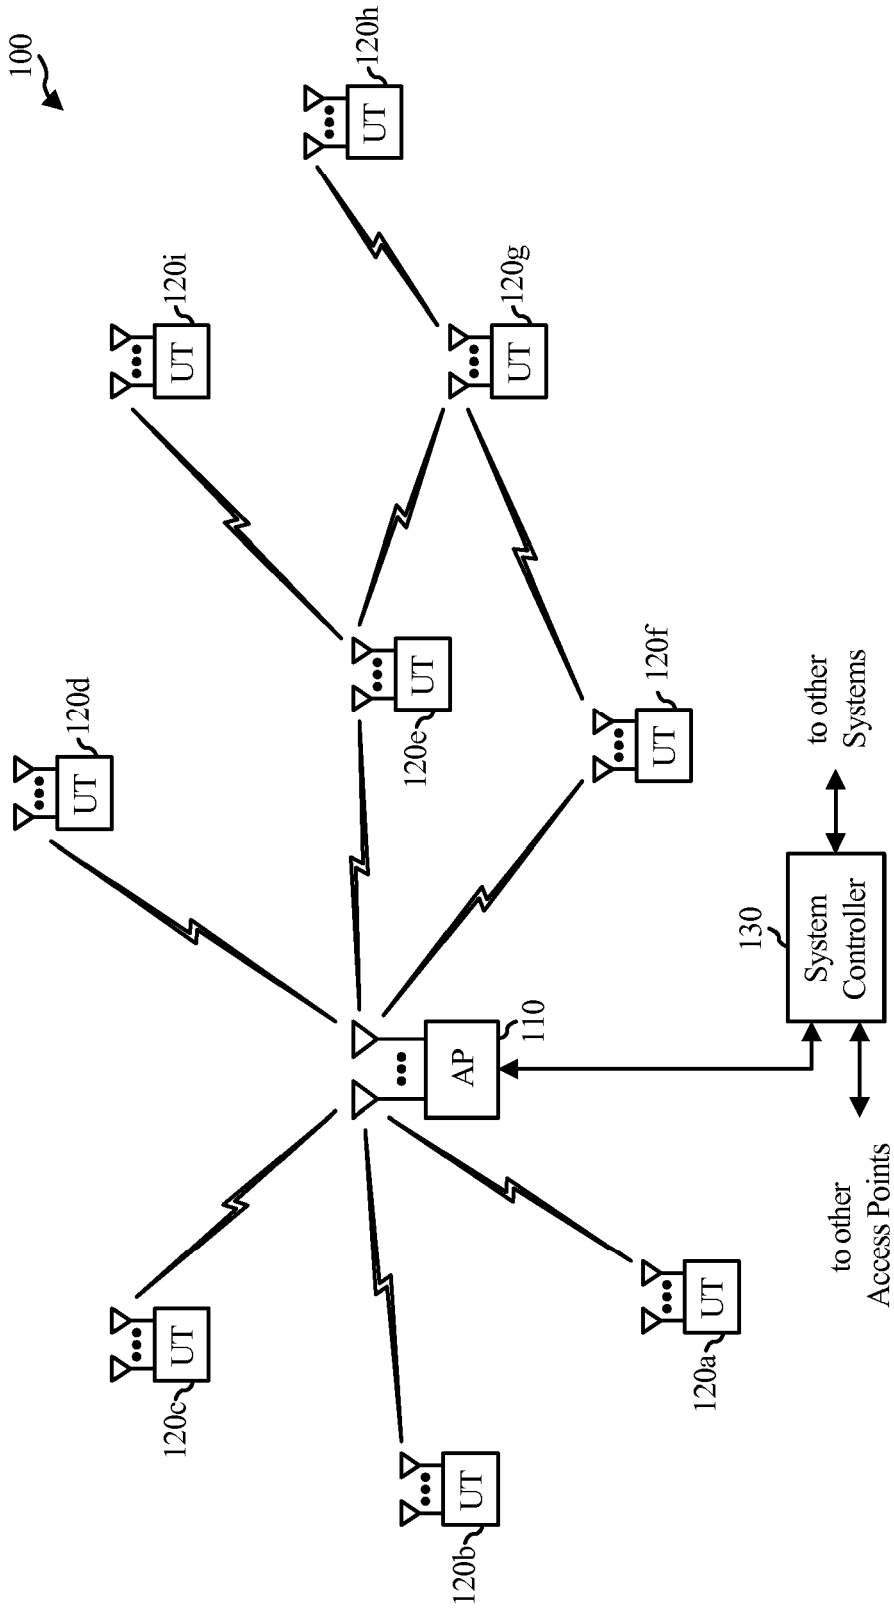 100
120d
UT
120i
UT
120h
UT
120c
UT
120e
UT
120g
UT
120b
UT
AP
110
120f
UT
120a
UT
130
System
Controller
to other
Systems
to other
Access Points